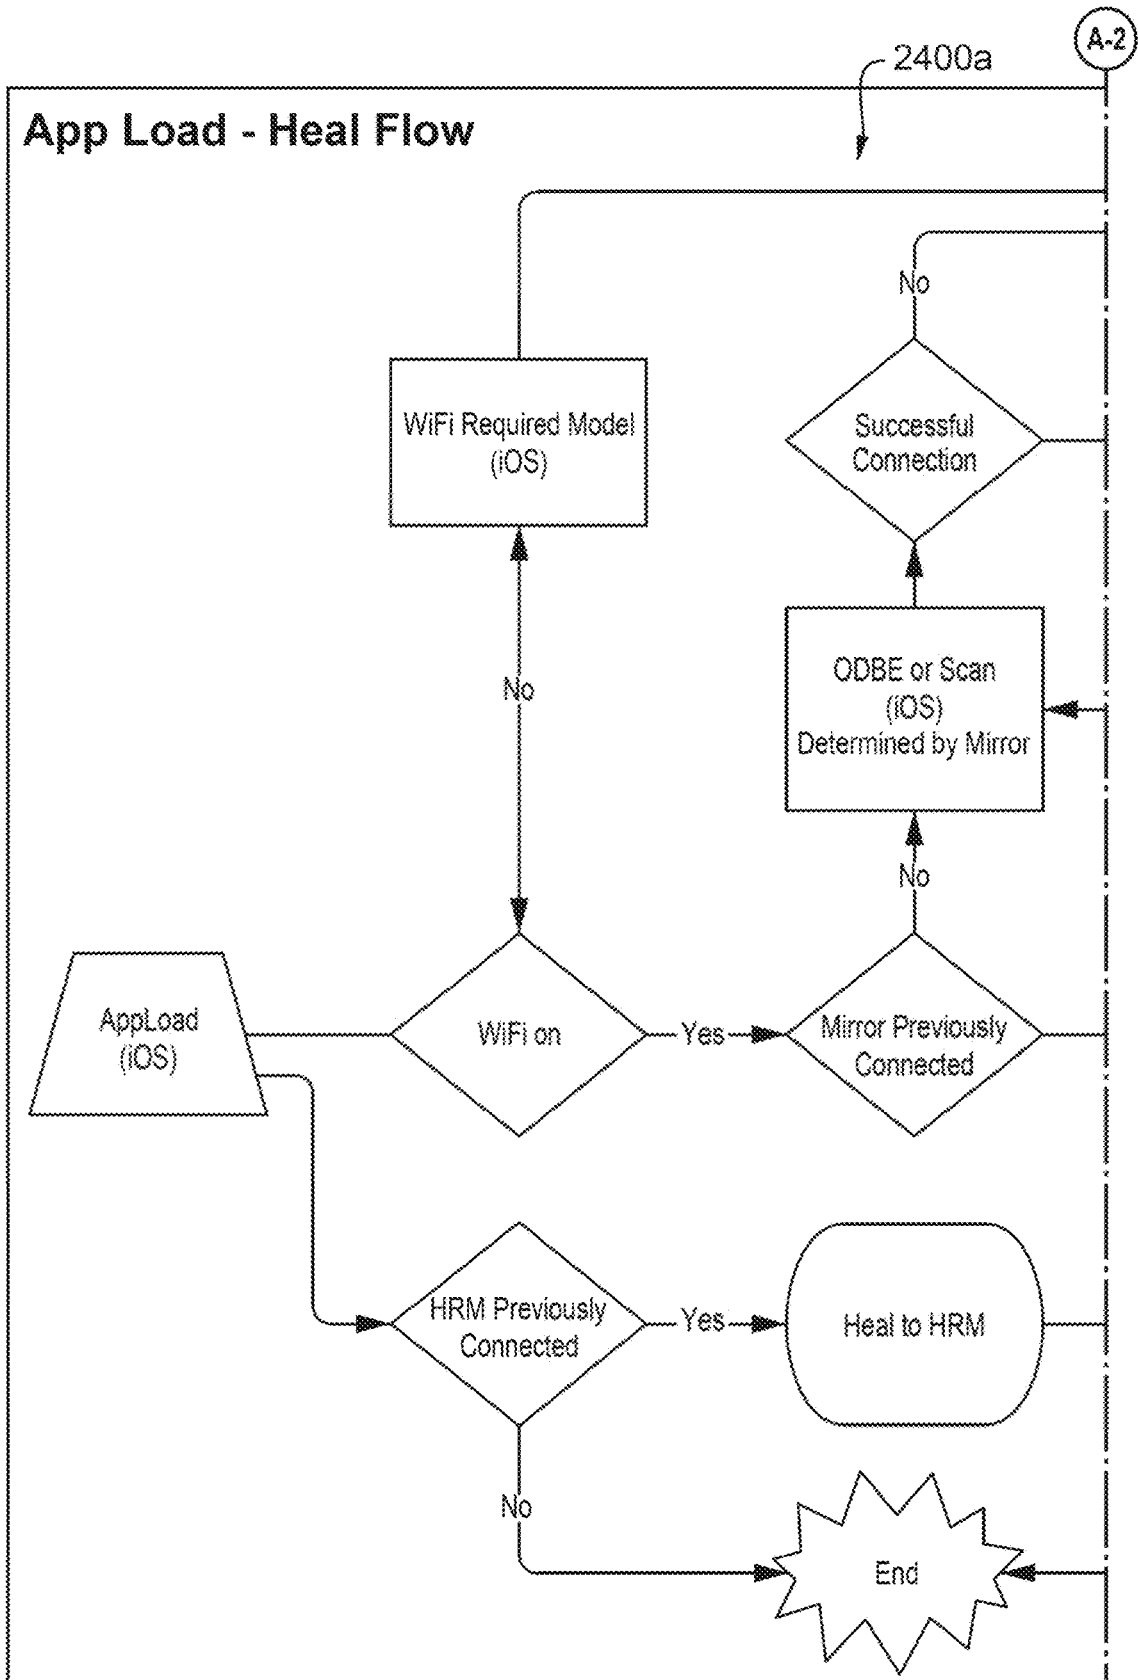 A-2
2400a
App Load - Heal Flow
No
WiFi Required Model
(iOS)
Successful
Connection
No
ODBE or Scan
(iOS)
Determined by Mirror
No
AppLoad
(iOS)
WiFi on
Yes
Mirror Previously
Connected
HRM Previously
Connected
Yes
Heal to HRM
No
End